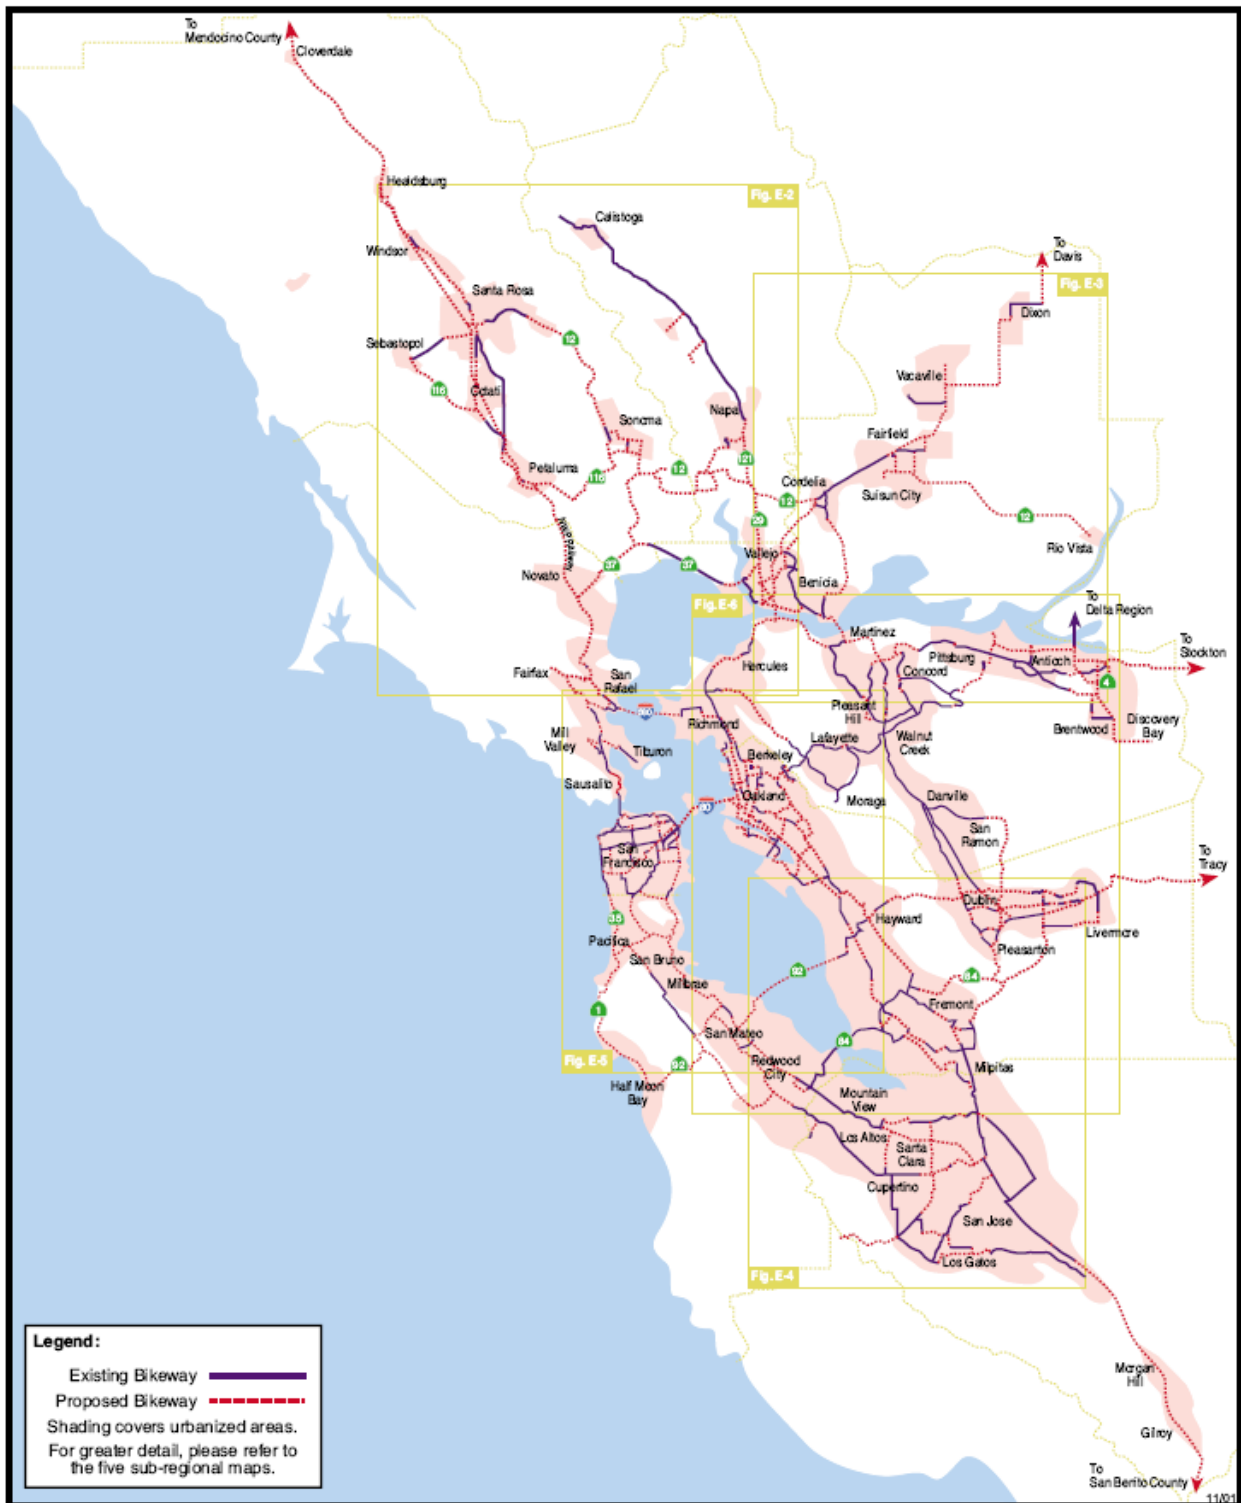 To
Mendocino County
Cloverdale
Healdsburg
Fig. E-2
Calistoga
Windsor
To
Davis
Fig. E-3
Santa Rosa
Dixon
Sebastopol
12
Vacaville
116
Cotati
Napa
Sonoma
Fairfield
121
Petaluma
116
12
Cordelia
12
Suisun City
29
12
Rio Vista
Vallejo
Novato
37
37
Benicia
Fig. E-6
To
Delta Region
Martinez
To
Stockton
Hercules
Pittsburg
Antioch
Concord
Fairfax
San
Rafael
4
Pleasant
Hill
Richmond
Brentwood
Discovery
Bay
Mill
Valley
Tiburon
Lafayette
Walnut
Creek
Berkeley
Sausalito
Oakland
Moraga
Danville
80
San
Ramon
San
Francisco
To
Tracy
Dublin
35
Hayward
Livermore
Pacifica
Pleasanton
San Bruno
92
84
Millbrae
1
Fremont
San Mateo
84
Fig. E-5
92
Redwood
City
Milpitas
Half Moon
Bay
Mountain
View
Los Altos
Santa
Clara
Cupertino
San Jose
Los Gatos
Fig. E-4
Legend:
Existing Bikeway
Proposed Bikeway
Shading covers urbanized areas.
For greater detail, please refer to
the five sub-regional maps.
Morgan
Hill
Gilroy
To
San Benito County
11/01